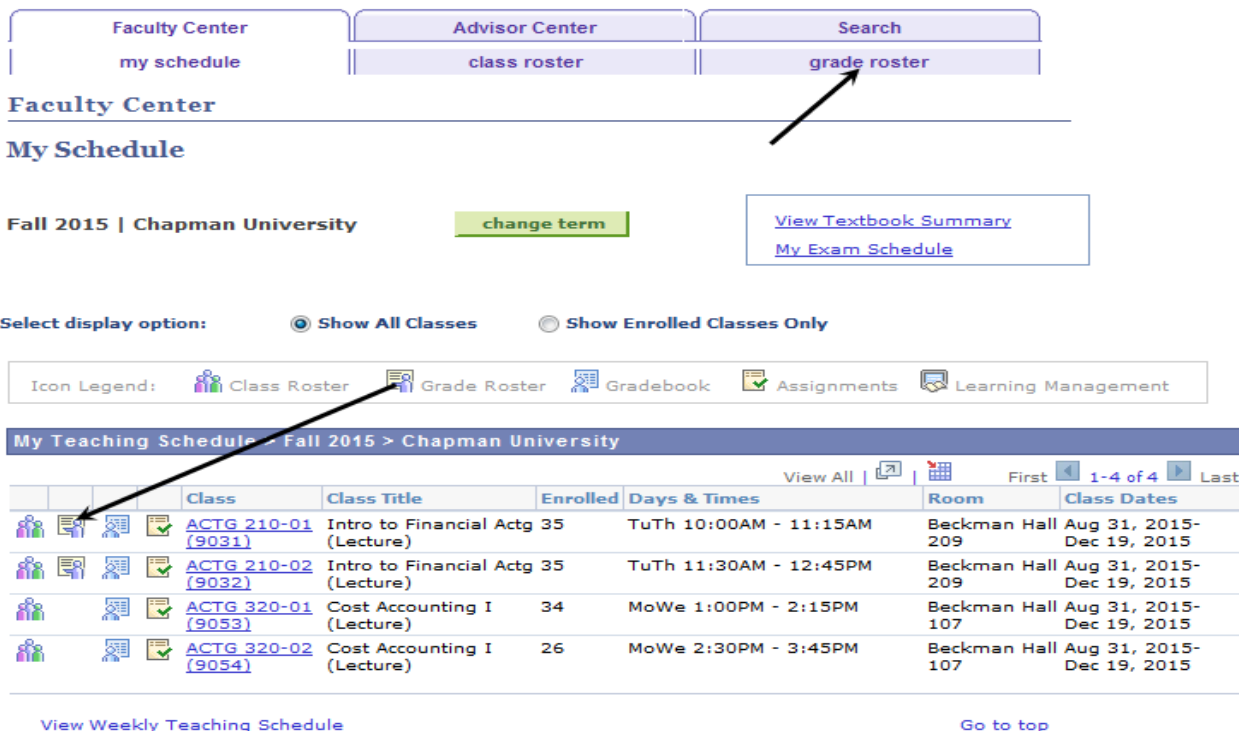 Faculty Center Advisor Center Search
my schedule class roster grade roster
Faculty Center
My Schedule
Fall 2015 | Chapman University change term View Textbook Summary
My Exam Schedule
Select display option: Show All Classes Show Enrolled Classes Only
Icon Legend: Class Roster Grade Roster Gradebook Assignments Learning Management
My Teaching Schedule > Fall 2015 > Chapman University
View All | | First 1-4 of 4 Last
Class Class Title Enrolled Days & Times Room Class Dates
ACTG 210-01 Intro to Financial Actg 35 TuTh 10:00AM - 11:15AM Beckman Hall Aug 31, 2015-
(9031) (Lecture) 209 Dec 19, 2015
ACTG 210-02 Intro to Financial Actg 35 TuTh 11:30AM - 12:45PM Beckman Hall Aug 31, 2015-
(9032) (Lecture) 209 Dec 19, 2015
ACTG 320-01 Cost Accounting I 34 MoWe 1:00PM - 2:15PM Beckman Hall Aug 31, 2015-
(9053) (Lecture) 107 Dec 19, 2015
ACTG 320-02 Cost Accounting I 26 MoWe 2:30PM - 3:45PM Beckman Hall Aug 31, 2015-
(9054) (Lecture) 107 Dec 19, 2015
View Weekly Teaching Schedule Go to top